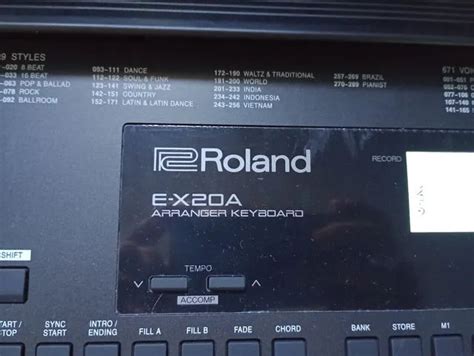 29 STYLES
-020 8 BEAT
-033 16 BEAT
-063 POP & BALLAD
-078 ROCK
-092 BALLROOM
093-111 DANCE
112-122 SOUL & FUNK
123-141 SWING & JAZZ
142-151 COUNTRY
152-171 LATIN & LATIN DANCE
172-190 WALTZ & TRADITIONAL
191-200 WORLD
201-233 INDIA
234-242 INDONESIA
243-256 VIETNAM
257-269 BRAZIL
270-289 PIANIST
671 VOI
Roland
RECORD
E-X20A
ARRANGER KEYBOARD
SHIFT
TEMPO
ACCOMP
START /
STOP
SYNC
START
INTRO /
ENDING
FILL A
FILL B
FADE
CHORD
BANK
STORE
M1